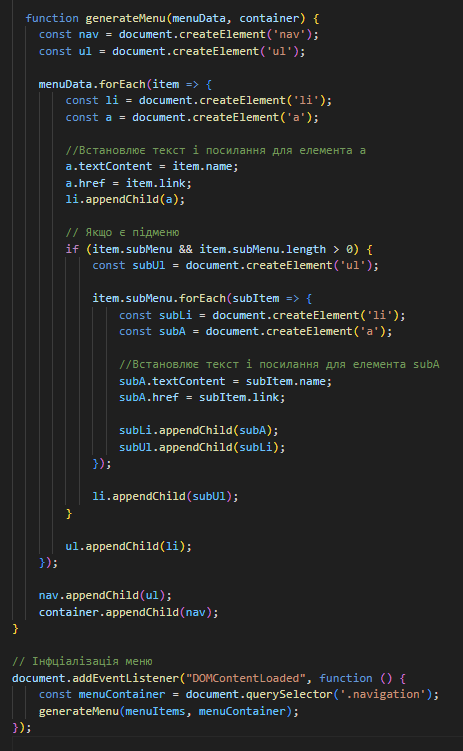 function generateMenu(menuData, container) {
const nav = document.createElement('nav');
const ul = document.createElement('ul');
menuData.forEach(item => {
const li = document.createElement('li');
const a = document.createElement('a');
//Встановлює текст і посилання для елемента a
a.textContent = item.name;
a.href = item.link;
li.appendChild(a);
// Якщо є підменю
if (item.subMenu && item.subMenu.length > 0) {
const subUl = document.createElement('ul');
item.subMenu.forEach(subItem => {
const subLi = document.createElement('li');
const subA = document.createElement('a');
//Встановлює текст і посилання для елемента subA
subA.textContent = subItem.name;
subA.href = subItem.link;
subLi.appendChild(subA);
subUl.appendChild(subLi);
});
li.appendChild(subUl);
}
ul.appendChild(li);
});
nav.appendChild(ul);
container.appendChild(nav);
}
// Інфціалізація меню
document.addEventListener("DOMContentLoaded", function () {
const menuContainer = document.querySelector('.navigation');
generateMenu(menuItems, menuContainer);
});